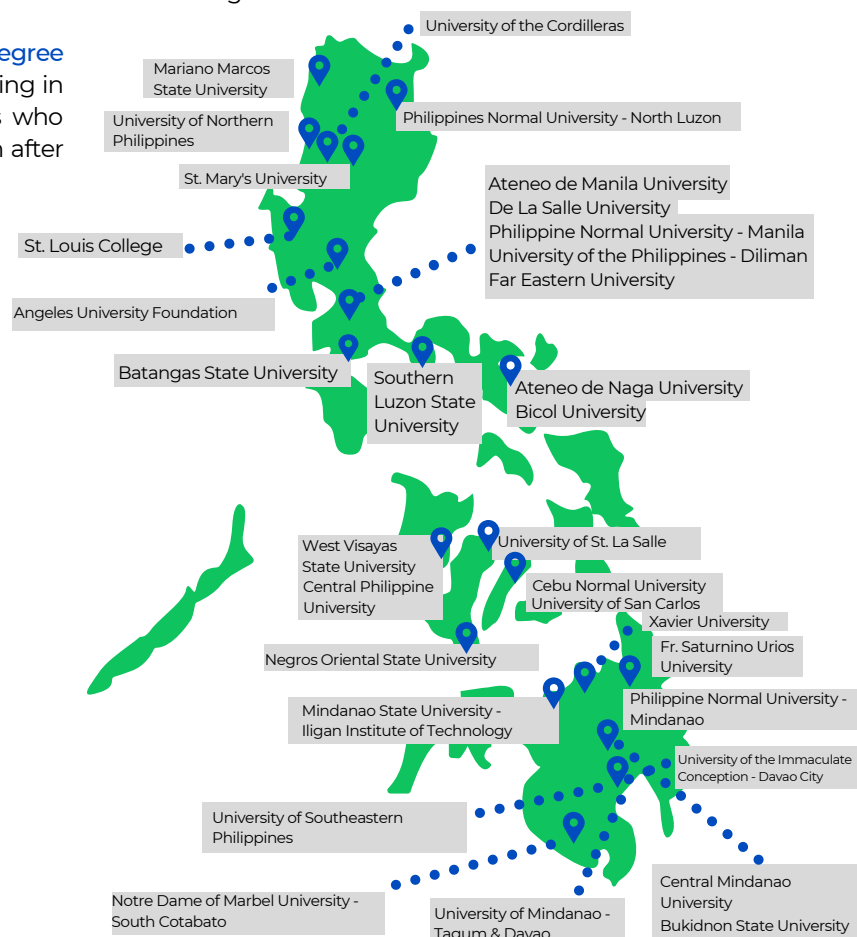 University of the Cordilleras
egree
ing in
who
after
Mariano Marcos
State University
Philippines Normal University - North Luzon
University of Northern
Philippines
St. Mary's University
Ateneo de Manila University
De La Salle University
Philippine Normal University - Manila
University of the Philippines - Diliman
Far Eastern University
St. Louis College
Angeles University Foundation
Batangas State University
Southern
Luzon State
University
Ateneo de Naga University
Bicol University
West Visayas
State University
Central Philippine
University
University of St. La Salle
Cebu Normal University
University of San Carlos
Xavier University
Fr. Saturnino Urios
University
Negros Oriental State University
Philippine Normal University -
Mindanao
Mindanao State University -
Iligan Institute of Technology
University of the Immaculate
Conception - Davao City
University of Southeastern
Philippines
Central Mindanao
University
Bukidnon State University
Notre Dame of Marbel University -
South Cotabato
University of Mindanao -
Tagum & Davao